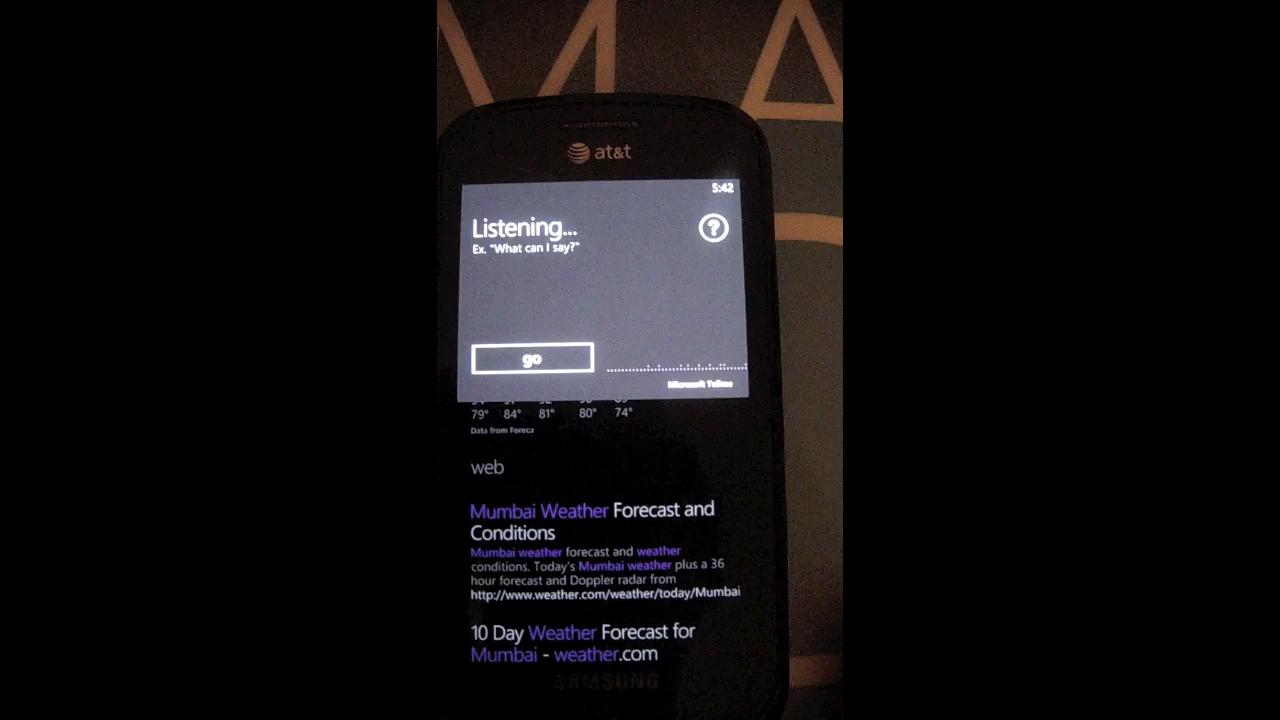 MA
at&t
5:42
Listening...
Ex. "What can I say?"
?
go
Microsoft Tellme
79° 84° 81° 80° 74°
Data from Foreca
web
Mumbai Weather Forecast and
Conditions
Mumbai weather forecast and weather
conditions. Today's Mumbai weather plus a 36
hour forecast and Doppler radar from
http://www.weather.com/weather/today/Mumbai
10 Day Weather Forecast for
Mumbai - weather.com
SAMSUNG